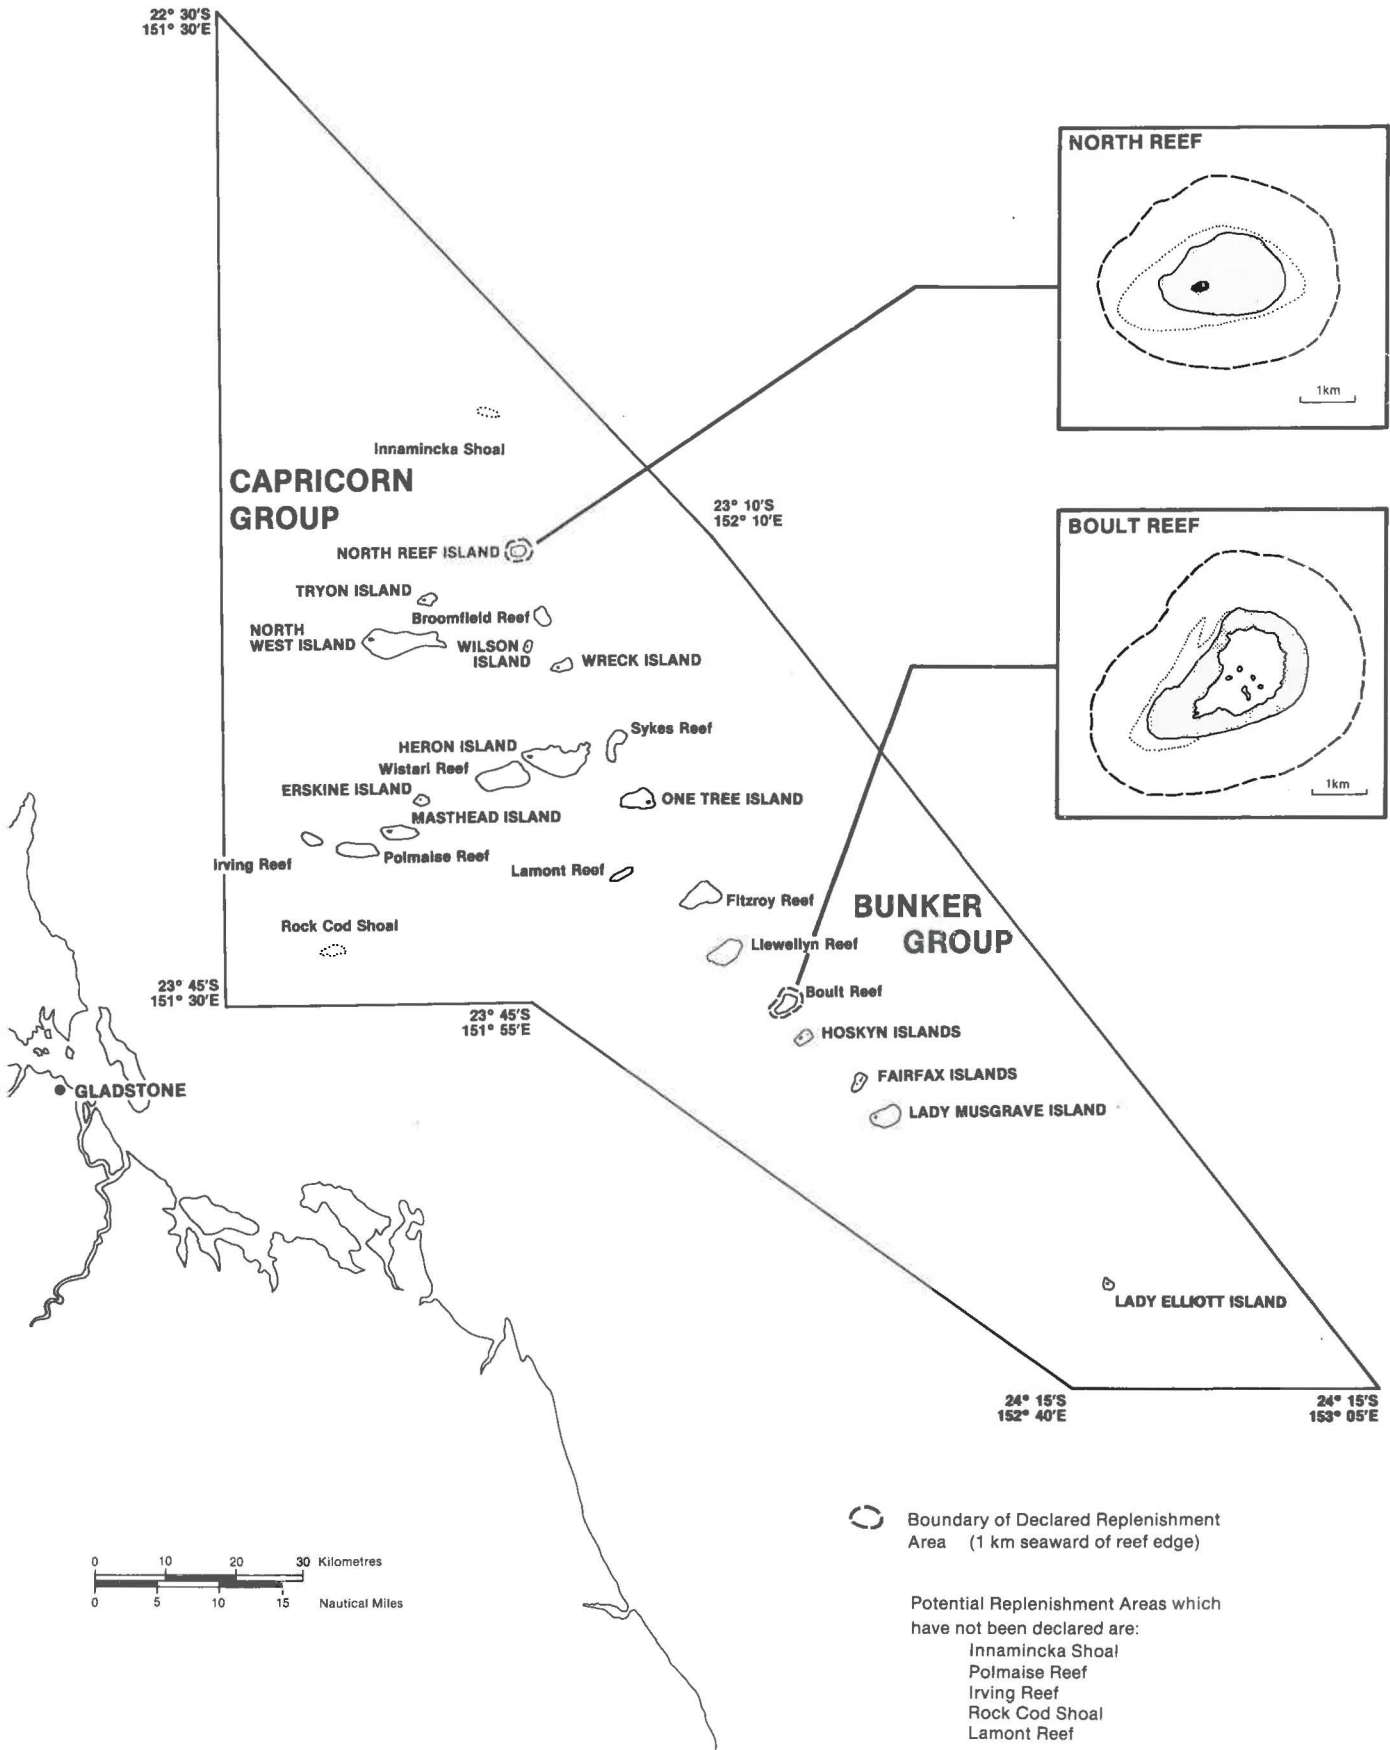 22° 30'S
151° 30'E
NORTH REEF
1km
Innamincka Shoal
CAPRICORN
GROUP
23° 10'S
152° 10'E
BOULT REEF
1km
NORTH REEF ISLAND
TRYON ISLAND
Broomfield Reef
NORTH
WEST ISLAND
WILSON
ISLAND
WRECK ISLAND
Sykes Reef
HERON ISLAND
Wistari Reef
ERSKINE ISLAND
ONE TREE ISLAND
MASTHEAD ISLAND
Irving Reef
Polmaise Reef
Lamont Reef
Fitzroy Reef
BUNKER
GROUP
Rock Cod Shoal
Llewellyn Reef
23° 45'S
151° 30'E
Boult Reef
23° 45'S
151° 55'E
HOSKYN ISLANDS
FAIRFAX ISLANDS
GLADSTONE
LADY MUSGRAVE ISLAND
LADY ELLIOTT ISLAND
24° 15'S
152° 40'E
24° 15'S
153° 05'E
Boundary of Declared Replenishment
Area (1 km seaward of reef edge)
0 10 20 30 Kilometres
0 5 10 15 Nautical Miles
Potential Replenishment Areas which
have not been declared are:
Innamincka Shoal
Polmaise Reef
Irving Reef
Rock Cod Shoal
Lamont Reef